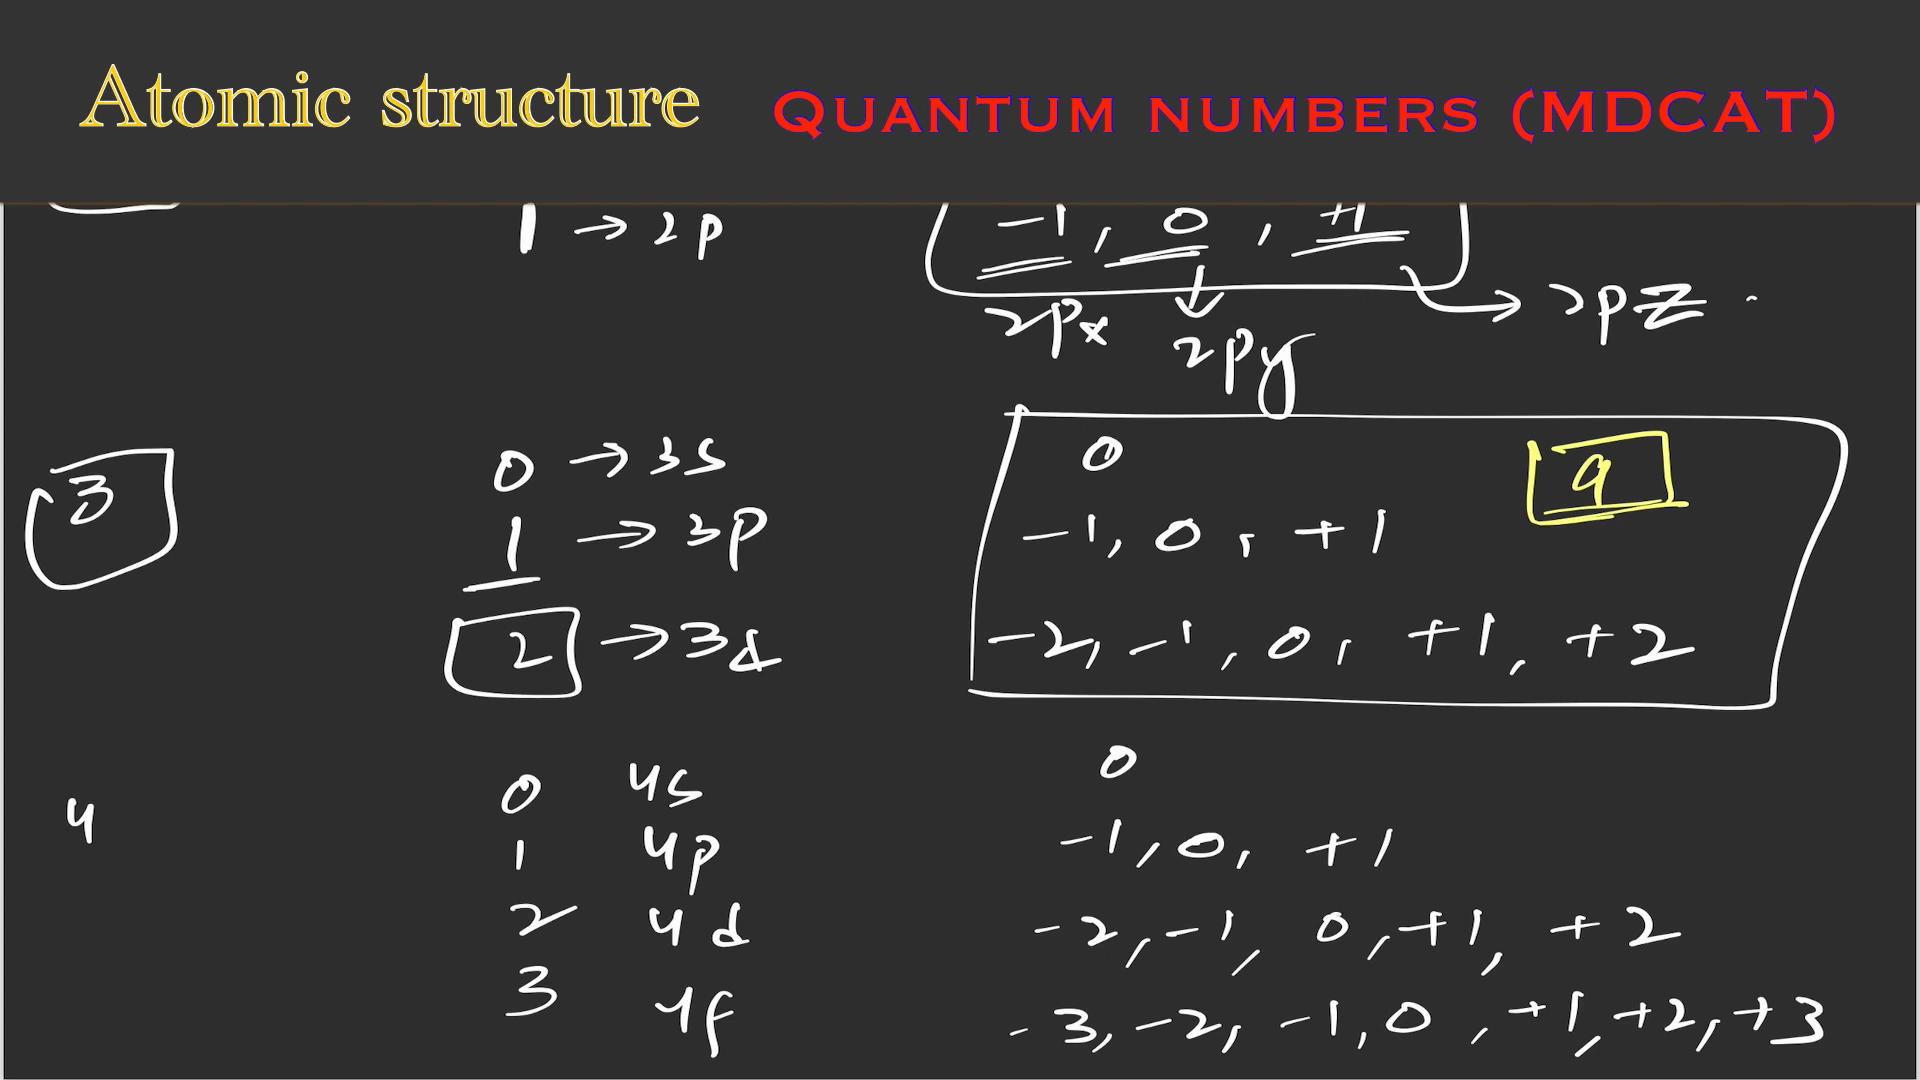 Atomic structure QUANTUM NUMBERS (MDCAT)
1 → 2p -1, 0, +1
2px 2py → 2pz
3 0 → 3s 0 9
1 → 3p -1, 0, +1
2 → 3d -2, -1, 0, +1, +2
4 0 4s 0
1 4p -1, 0, +1
2 4d -2, -1, 0, +1, +2
3 4f -3, -2, -1, 0, +1, +2, +3